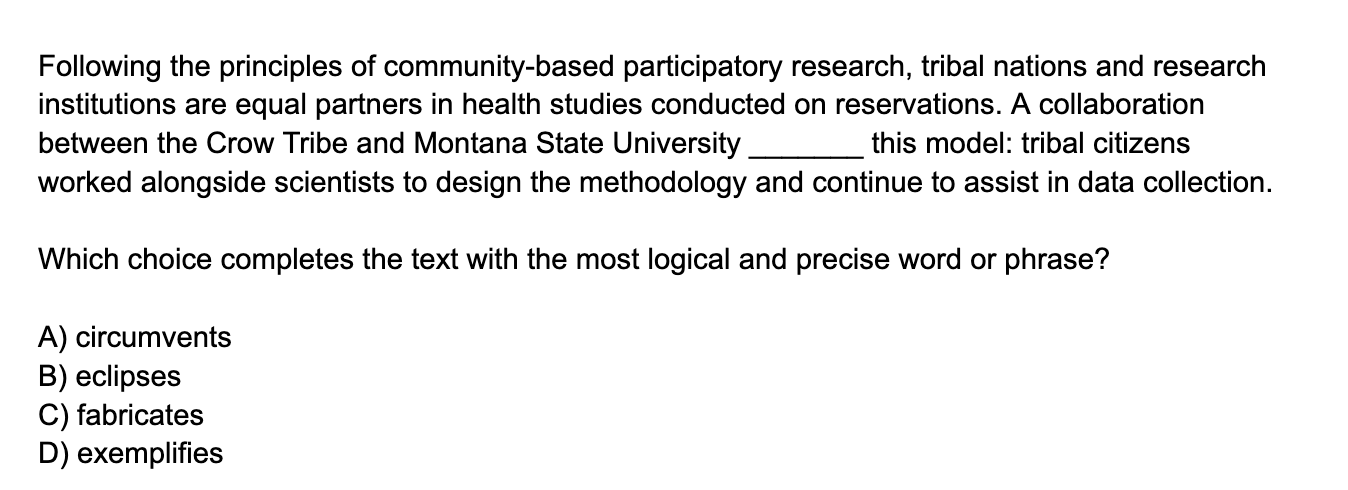 Following the principles of community-based participatory research, tribal nations and research
institutions are equal partners in health studies conducted on reservations. A collaboration
between the Crow Tribe and Montana State University _______ this model: tribal citizens
worked alongside scientists to design the methodology and continue to assist in data collection.
Which choice completes the text with the most logical and precise word or phrase?
A) circumvents
B) eclipses
C) fabricates
D) exemplifies